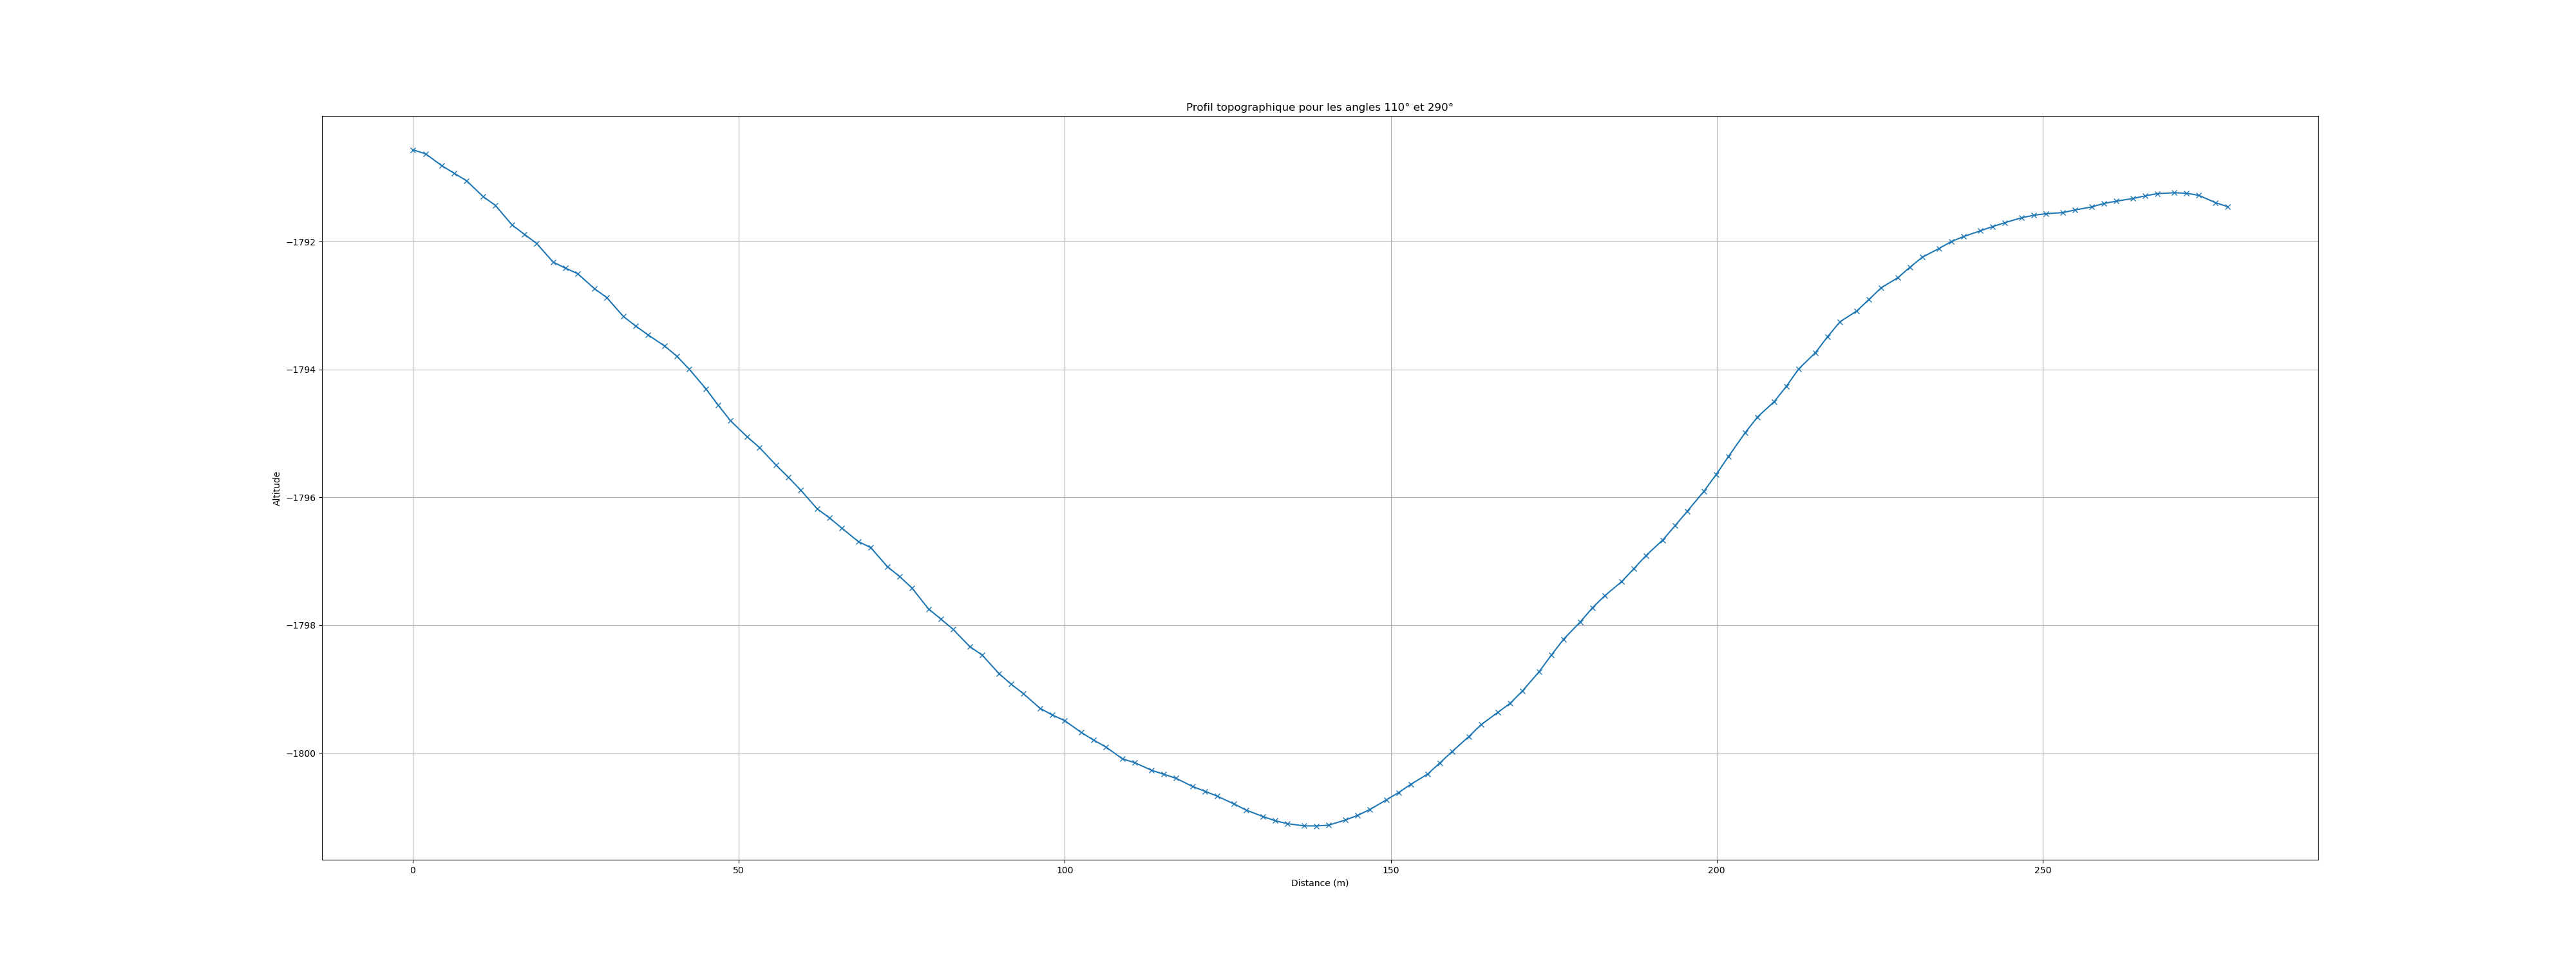 Profil topographique pour les angles 110° et 290°
Altitude
−1792
−1794
−1796
−1798
−1800
0 50 100 150 200 250
Distance (m)